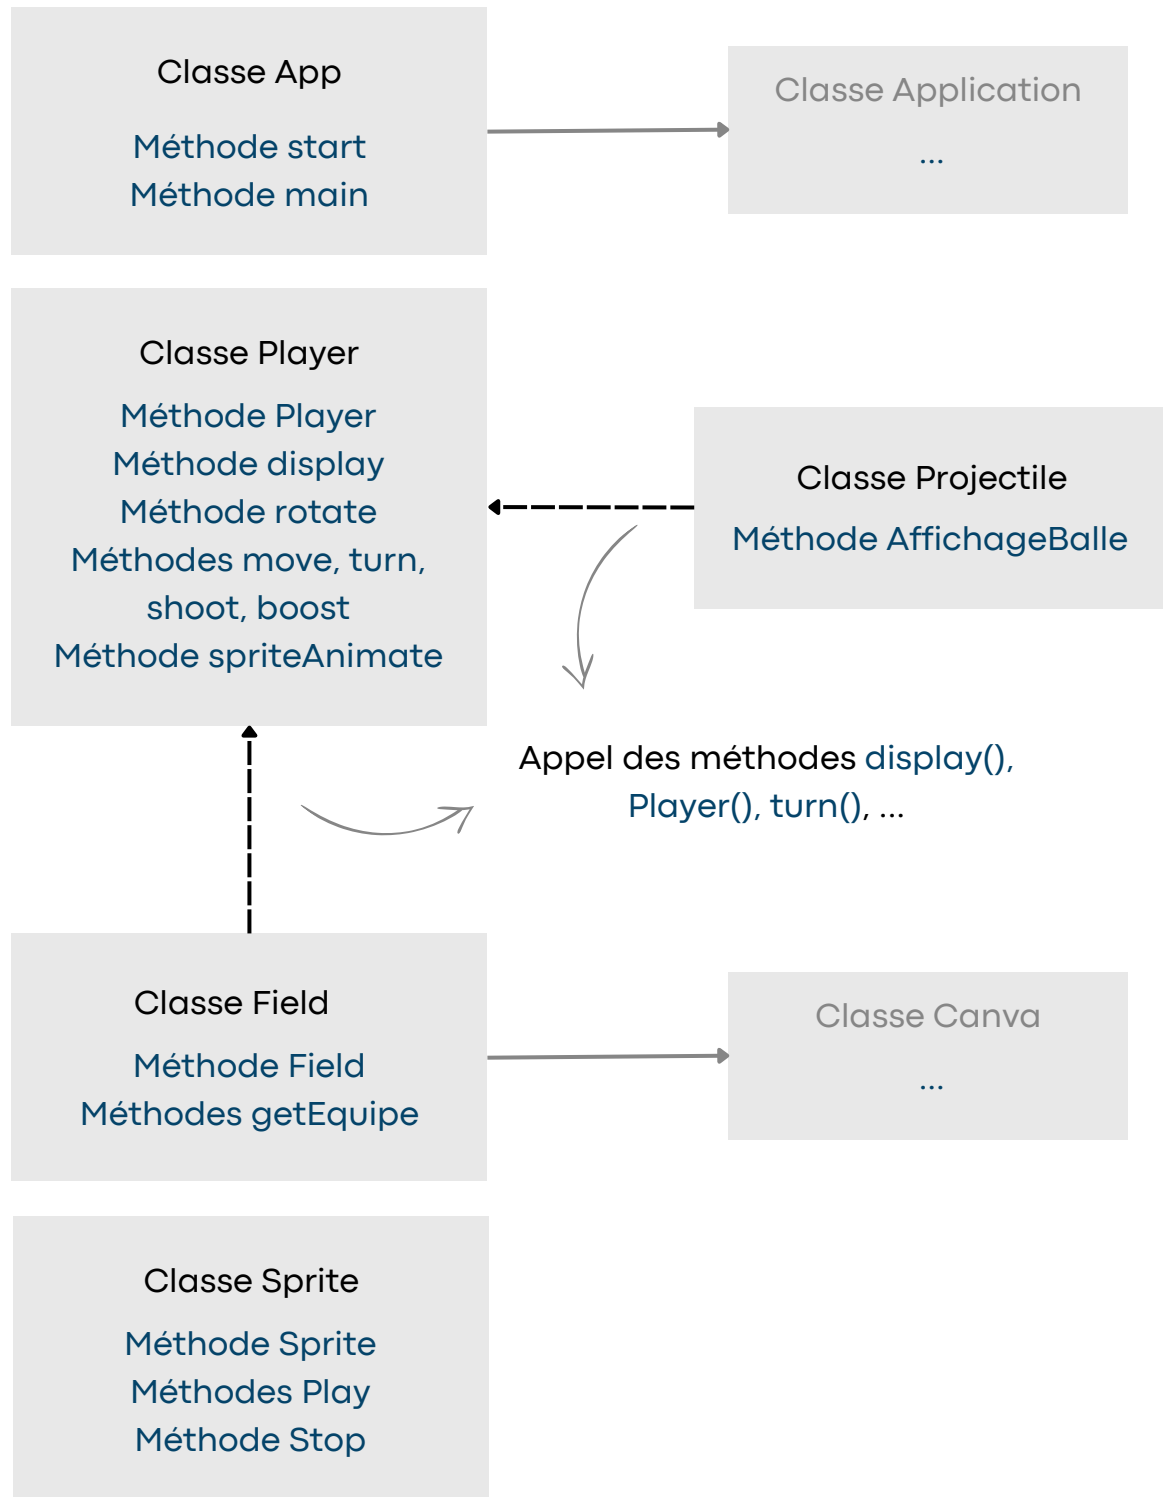 Classe App
Méthode start
Méthode main
Classe Application
...
Classe Player
Méthode Player
Méthode display
Méthode rotate
Méthodes move, turn,
shoot, boost
Méthode spriteAnimate
Classe Projectile
Méthode AffichageBalle
Appel des méthodes display(),
Player(), turn(), ...
Classe Field
Méthode Field
Méthodes getEquipe
Classe Canva
...
Classe Sprite
Méthode Sprite
Méthodes Play
Méthode Stop